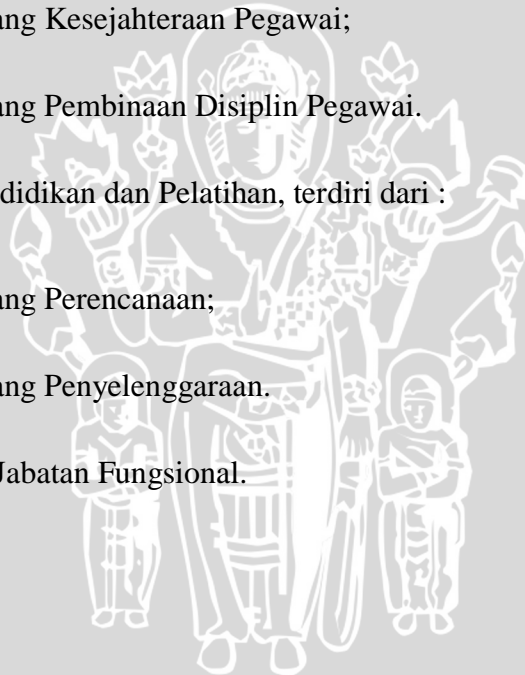 ang Kesejahteraan Pegawai;
ang Pembinaan Disiplin Pegawai.
didikan dan Pelatihan, terdiri dari :
ang Perencanaan;
ang Penyelenggaraan.
Jabatan Fungsional.